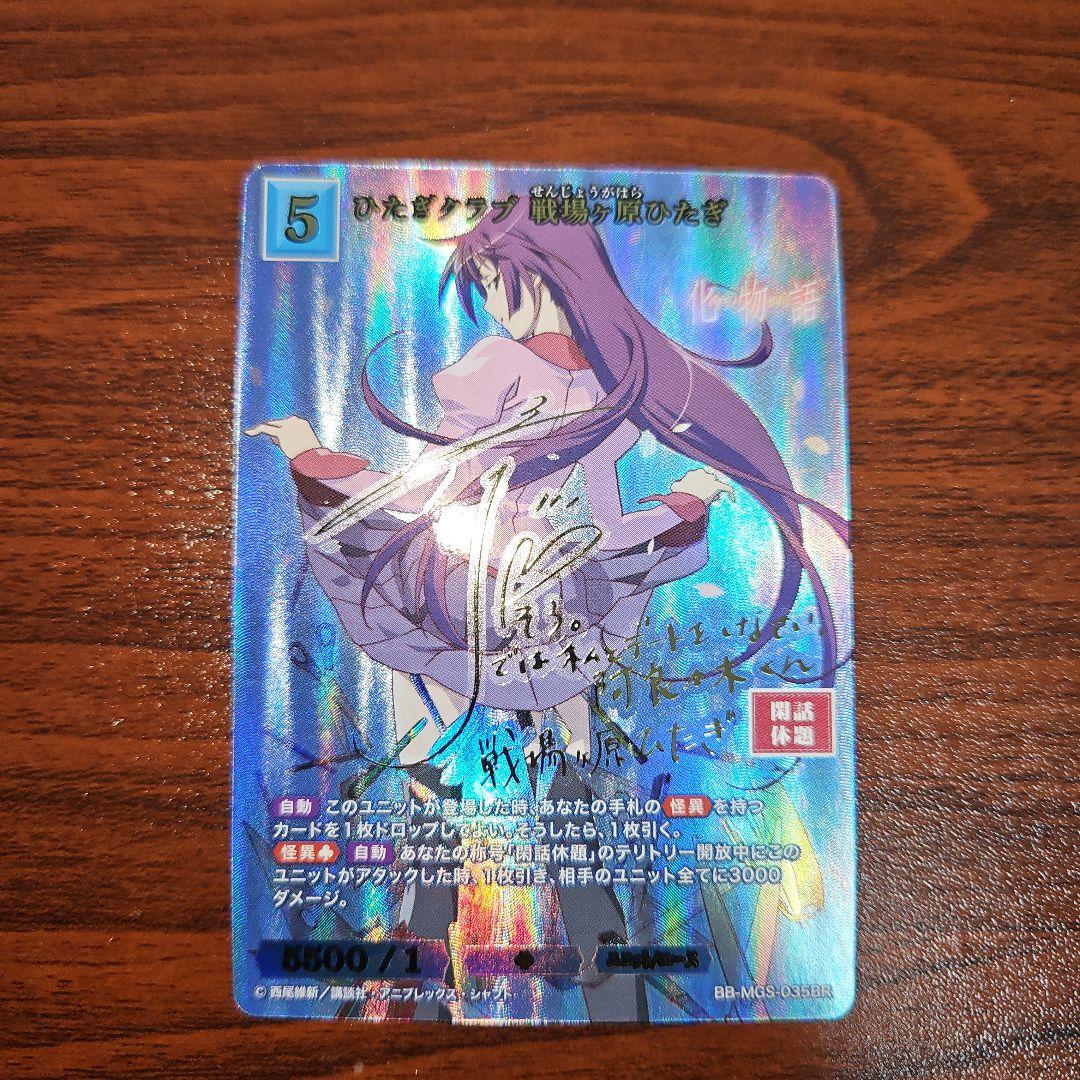 5
せんじょうがはら
ひたぎクラブ 戦場ヶ原ひたぎ
化物語
そう。
では私とデートをしなさい
阿良々木くん
戦場ヶ原ひたぎ
閑話
休題
自動 このユニットが登場した時、あなたの手札の 怪異 を持つ
カードを1枚ドロップしてよい。そうしたら、1枚引く。
怪異♣ 自動 あなたの称号「閑話休題」のテリトリー開放中にこの
ユニットがアタックした時、1枚引き、相手のユニット全てに3000
ダメージ。
5500 / 1
© 西尾維新/講談社・アニプレックス・シャフト
BB-MGS-035BR